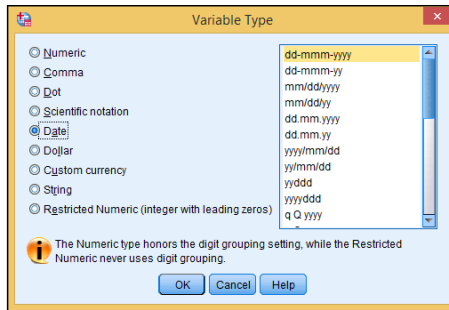 Variable Type
Numeric
Comma
Dot
Scientific notation
Date
Dollar
Custom currency
String
Restricted Numeric (integer with leading zeros)
dd-mmm-yyyy
dd-mmm-yy
mm/dd/yyyy
mm/dd/yy
dd.mm.yyyy
dd.mm.yy
yyyy/mm/dd
yy/mm/dd
yyddd
yyyyddd
q Q yyyy
The Numeric type honors the digit grouping setting, while the Restricted
Numeric never uses digit grouping.
OK Cancel Help